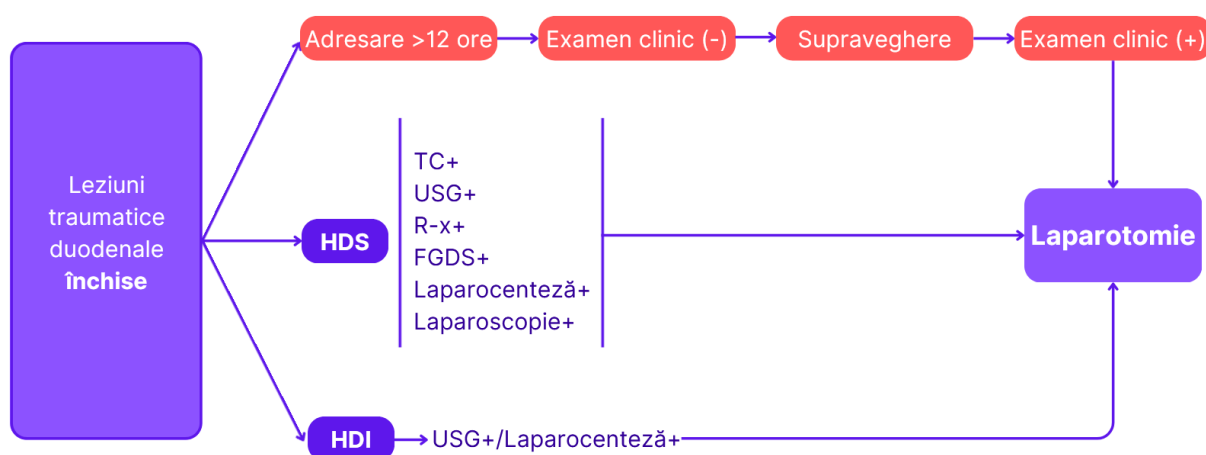 Leziuni
traumatice
duodenale
închise
Adresare >12 ore
Examen clinic (-)
Supraveghere
Examen clinic (+)
HDS
TC+
USG+
R-x+
FGDS+
Laparocenteză+
Laparoscopie+
Laparotomie
HDI
USG+/Laparocenteză+